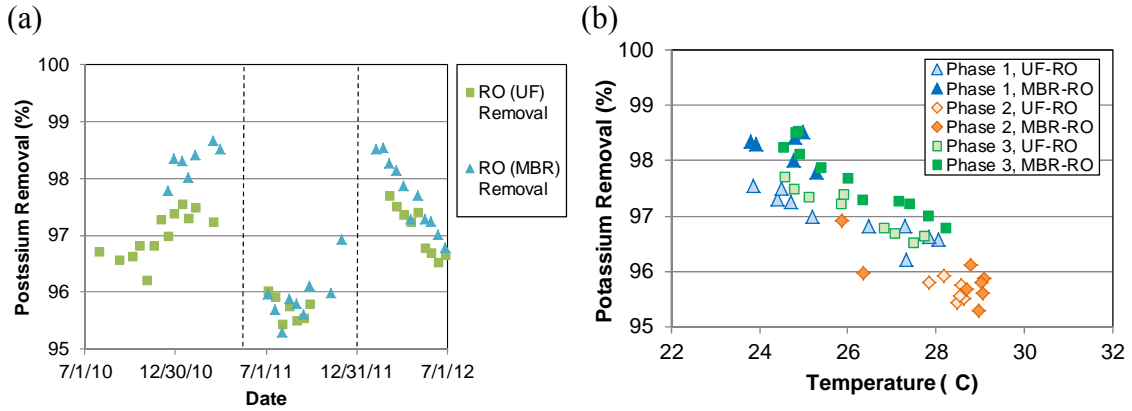 (a)
100
99
98
97
96
95
Postssium Removal (%)
7/1/10
12/30/10
7/1/11
12/31/11
7/1/12
Date
RO (UF)
Removal
RO (MBR)
Removal
(b)
100
99
98
97
96
95
Potassium Removal (%)
22
24
26
28
30
32
Temperature ( C)
Phase 1, UF-RO
Phase 1, MBR-RO
Phase 2, UF-RO
Phase 2, MBR-RO
Phase 3, UF-RO
Phase 3, MBR-RO